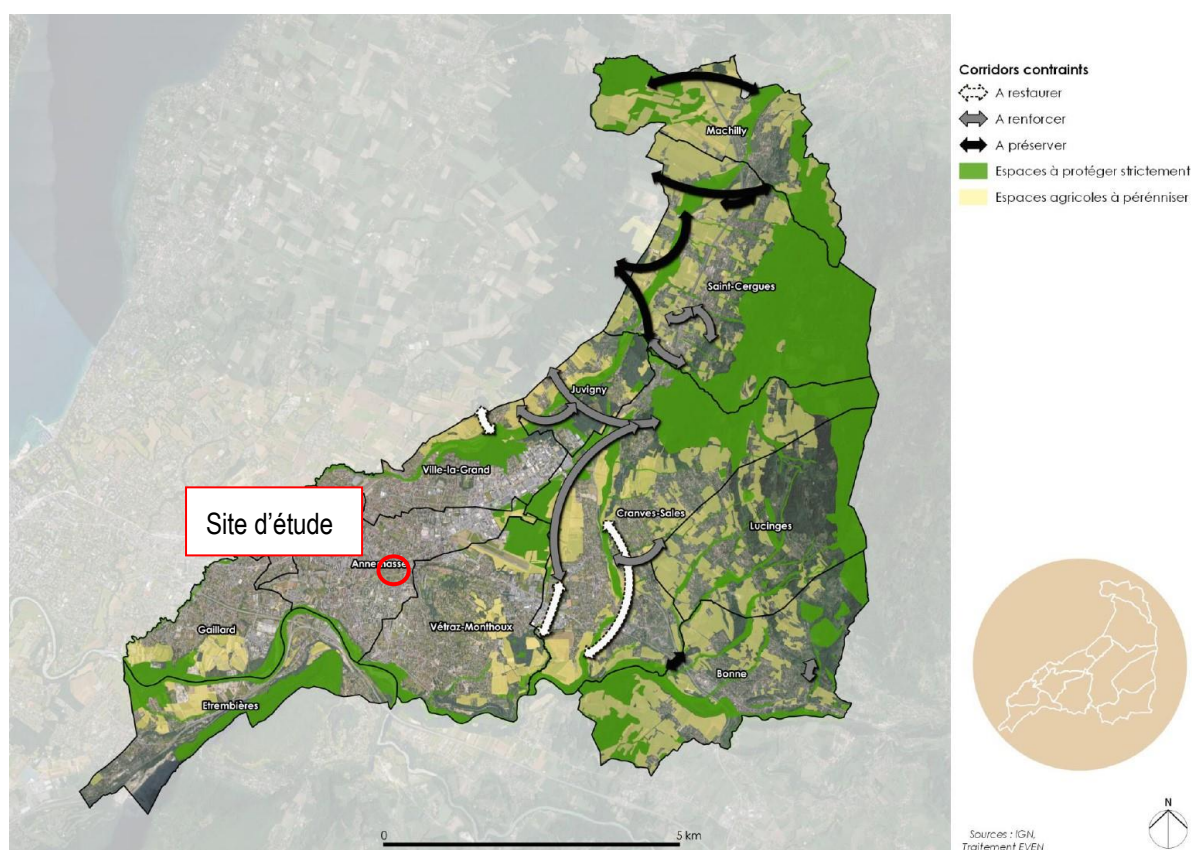 Corridors contraints
A restaurer
A renforcer
A préserver
Espaces à protéger strictement
Espaces agricoles à pérénniser
Machilly
Saint-Cergues
Juvigny
Ville-la-Grand
Site d'étude
Cranves-Sales
Lucinges
Annemasse
Gaillard
Vétraz-Monthoux
Bonne
Etrembières
0
5 km
N
Sources : IGN,
Traitement EVEN